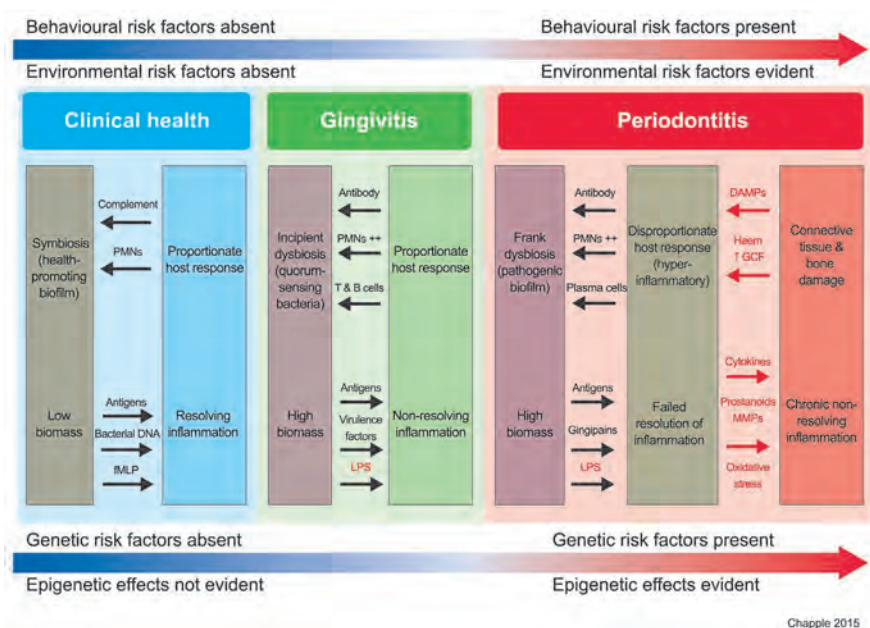 Behavioural risk factors absent
Behavioural risk factors present
Environmental risk factors absent
Environmental risk factors evident
Clinical health
Symbiosis
(health-
promoting
biofilm)
Low
biomass
Complement
PMNs
Antigens
Bacterial DNA
fMLP
Proportionate
host response
Resolving
inflammation
Gingivitis
Incipient
dysbiosis
(quorum-
sensing
bacteria)
High
biomass
Antibody
PMNs ++
T & B cells
Antigens
Virulence
factors
LPS
Proportionate
host response
Non-resolving
inflammation
Periodontitis
Frank
dysbiosis
(pathogenic
biofilm)
High
biomass
Antibody
PMNs ++
Plasma cells
Antigens
Gingipains
LPS
Disproportionate
host response
(hyper-
inflammatory)
Failed
resolution of
inflammation
DAMPs
Haem
↑ GCF
Cytokines
Prostanoids
MMPs
Oxidative
stress
Connective
tissue &
bone
damage
Chronic non-
resolving
inflammation
Genetic risk factors absent
Genetic risk factors present
Epigenetic effects not evident
Epigenetic effects evident
Chapple 2015